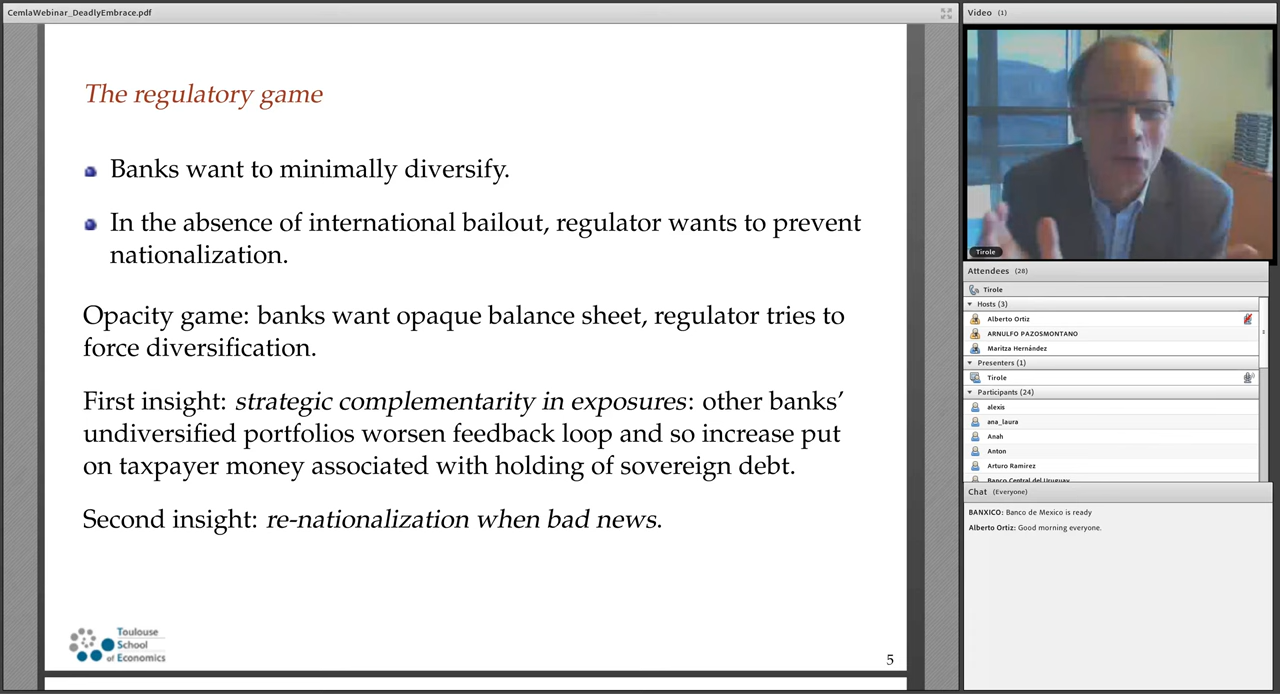 CemlaWebinar_DeadlyEmbrace.pdf
The regulatory game
Banks want to minimally diversify.
In the absence of international bailout, regulator wants to prevent
nationalization.
Opacity game: banks want opaque balance sheet, regulator tries to
force diversification.
First insight: strategic complementarity in exposures: other banks’
undiversified portfolios worsen feedback loop and so increase put
on taxpayer money associated with holding of sovereign debt.
Second insight: re-nationalization when bad news.
Toulouse
School
of Economics
5
Video (1)
Tirole
Attendees (28)
Tirole
Hosts (3)
Alberto Ortiz
ARNULFO PAZOSMONTANO
Maritza Hernández
Presenters (1)
Tirole
Participants (24)
alexis
ana_laura
Anah
Anton
Arturo Ramirez
Banco Central del Uruguay
Chat (Everyone)
BANXICO: Banco de Mexico is ready
Alberto Ortiz: Good morning everyone.